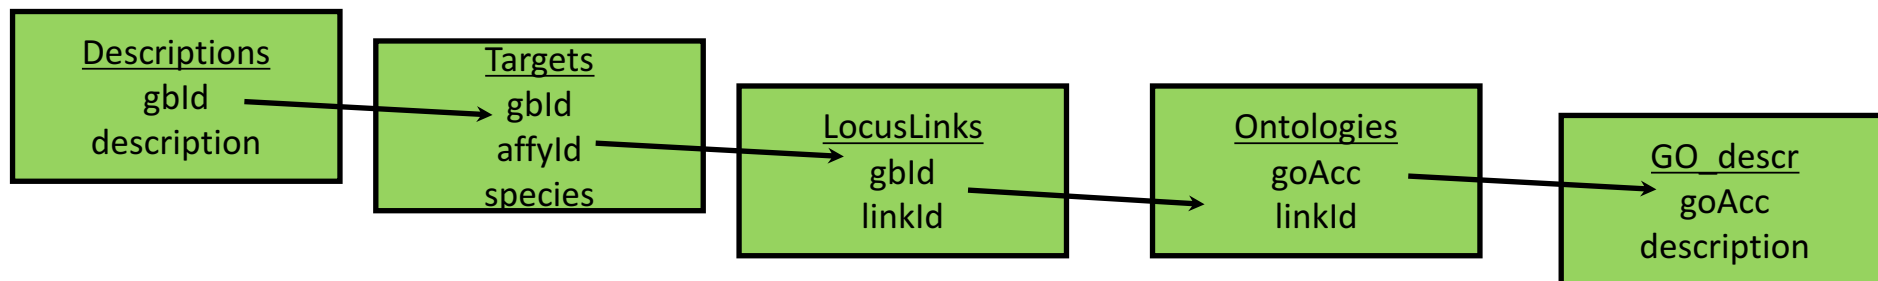 Descriptions
gbId
description
Targets
gbId
affyId
species
LocusLinks
gbId
linkId
Ontologies
goAcc
linkId
GO_descr
goAcc
description